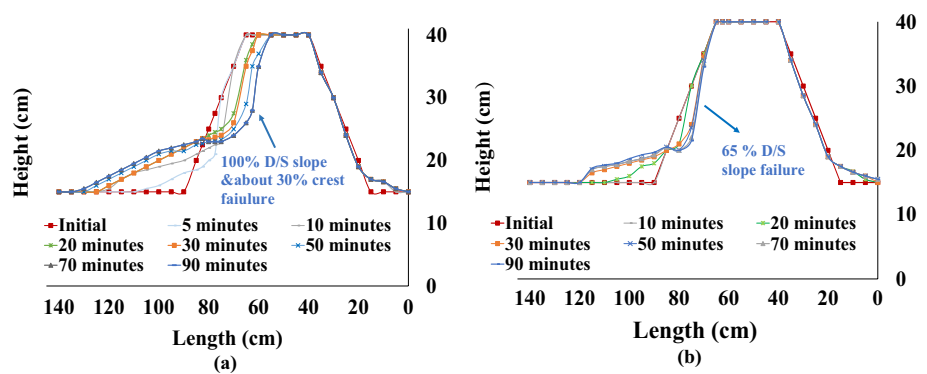 Height (cm)
40
30
20
10
0
100% D/S slope
&about 30% crest
faiulure
Initial
5 minutes
10 minutes
20 minutes
30 minutes
50 minutes
70 minutes
90 minutes
140 120 100 80 60 40 20 0
Length (cm)
(a)
Height (cm)
40
30
20
10
0
65 % D/S
slope failure
Initial
10 minutes
20 minutes
30 minutes
50 minutes
70 minutes
90 minutes
140 120 100 80 60 40 20 0
Length (cm)
(b)